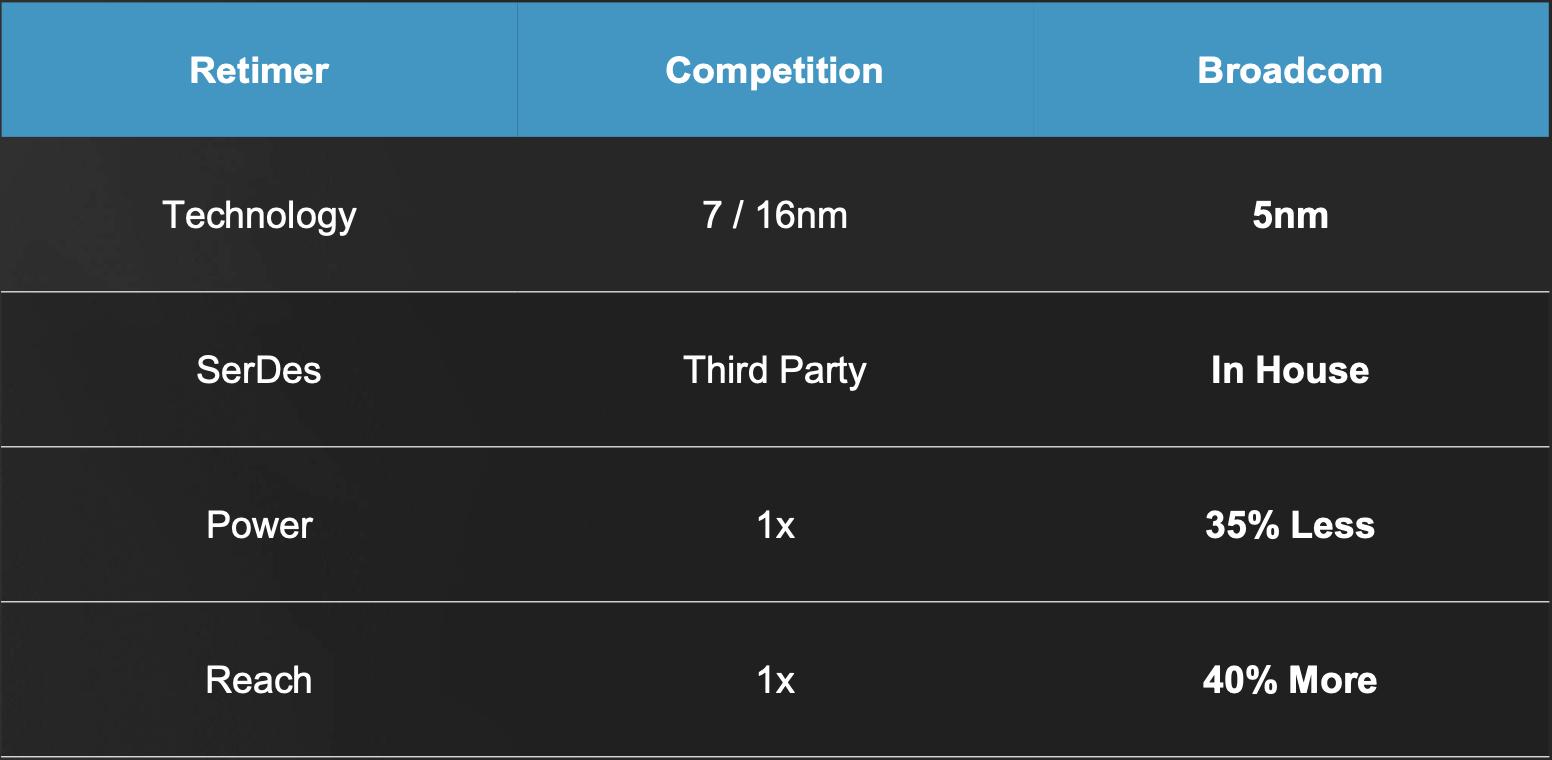 Retimer Competition Broadcom
Technology 7 / 16nm 5nm
SerDes Third Party In House
Power 1x 35% Less
Reach 1x 40% More